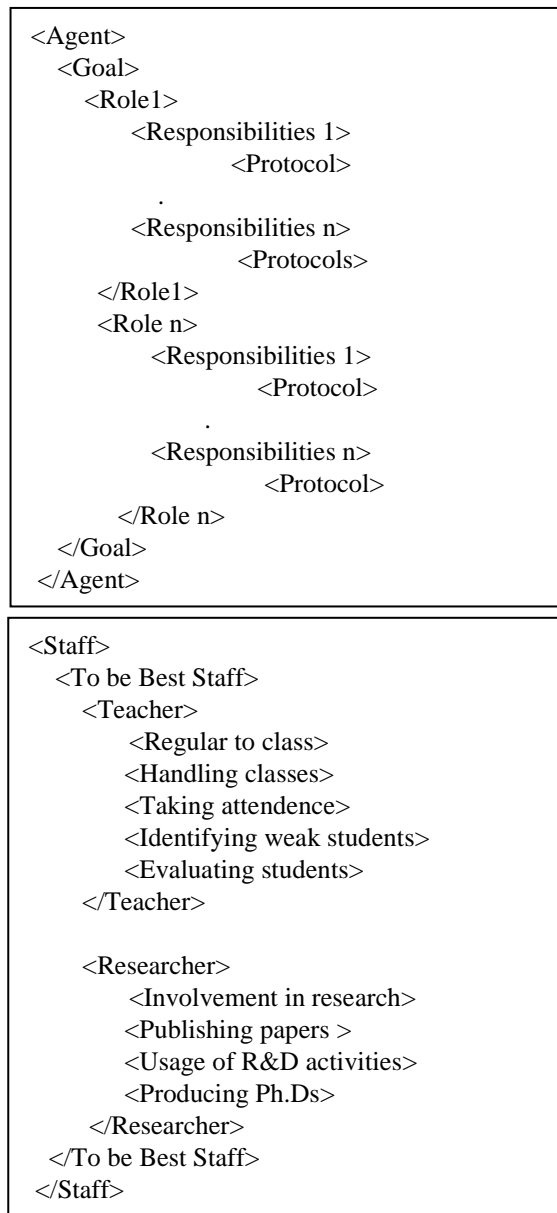 <Agent>
<Goal>
<Role1>
<Responsibilities 1>
<Protocol>
.
<Responsibilities n>
<Protocols>
</Role1>
<Role n>
<Responsibilities 1>
<Protocol>
.
<Responsibilities n>
<Protocol>
</Role n>
</Goal>
</Agent>
<Staff>
<To be Best Staff>
<Teacher>
<Regular to class>
<Handling classes>
<Taking attendence>
<Identifying weak students>
<Evaluating students>
</Teacher>
<Researcher>
<Involvement in research>
<Publishing papers >
<Usage of R&D activities>
<Producing Ph.Ds>
</Researcher>
</To be Best Staff>
</Staff>